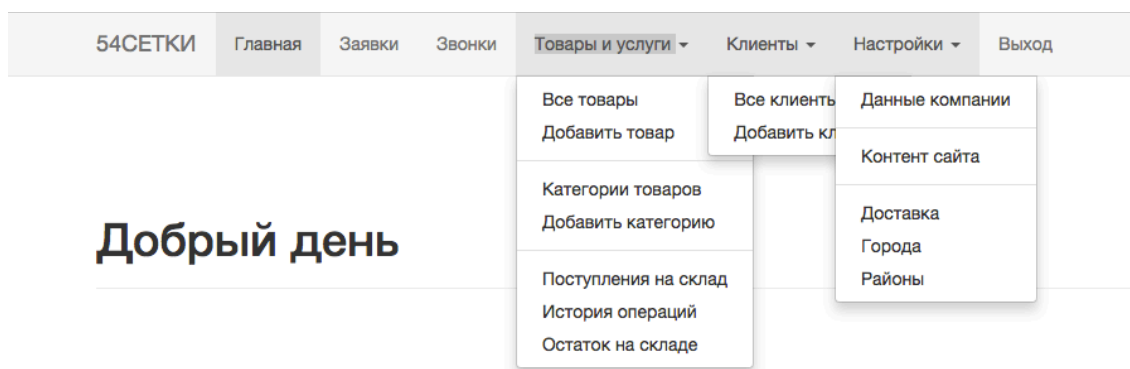 54СЕТКИ Главная Заявки Звонки Товары и услуги Клиенты Настройки Выход
Все товары
Добавить товар
Категории товаров
Добавить категорию
Поступления на склад
История операций
Остаток на складе
Все клиенты
Добавить кл
Данные компании
Контент сайта
Доставка
Города
Районы
Добрый день